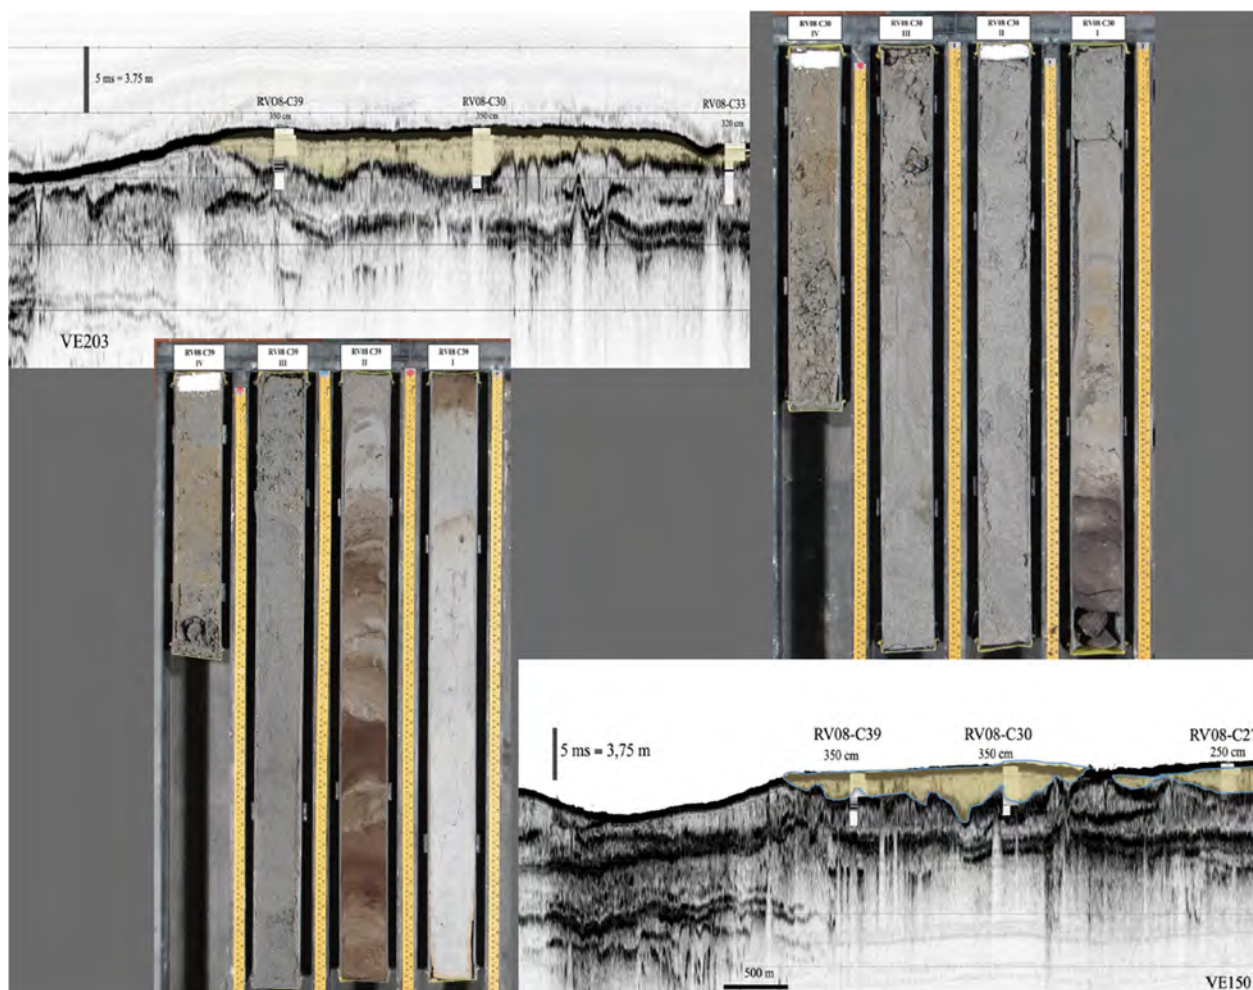 5 ms = 3.75 m
RVO8-C39
350 cm
RV08-C30
350 cm
RV08-C33
320 cm
VE203
RV08 C30
IV
RV08 C30
III
RV08 C30
II
RV08 C30
I
RV08 C39
IV
RV08 C39
III
RV08 C39
II
RV08 C39
I
5 ms = 3,75 m
RV08-C39
350 cm
RV08-C30
350 cm
RV08-C27
250 cm
500 m
VE150